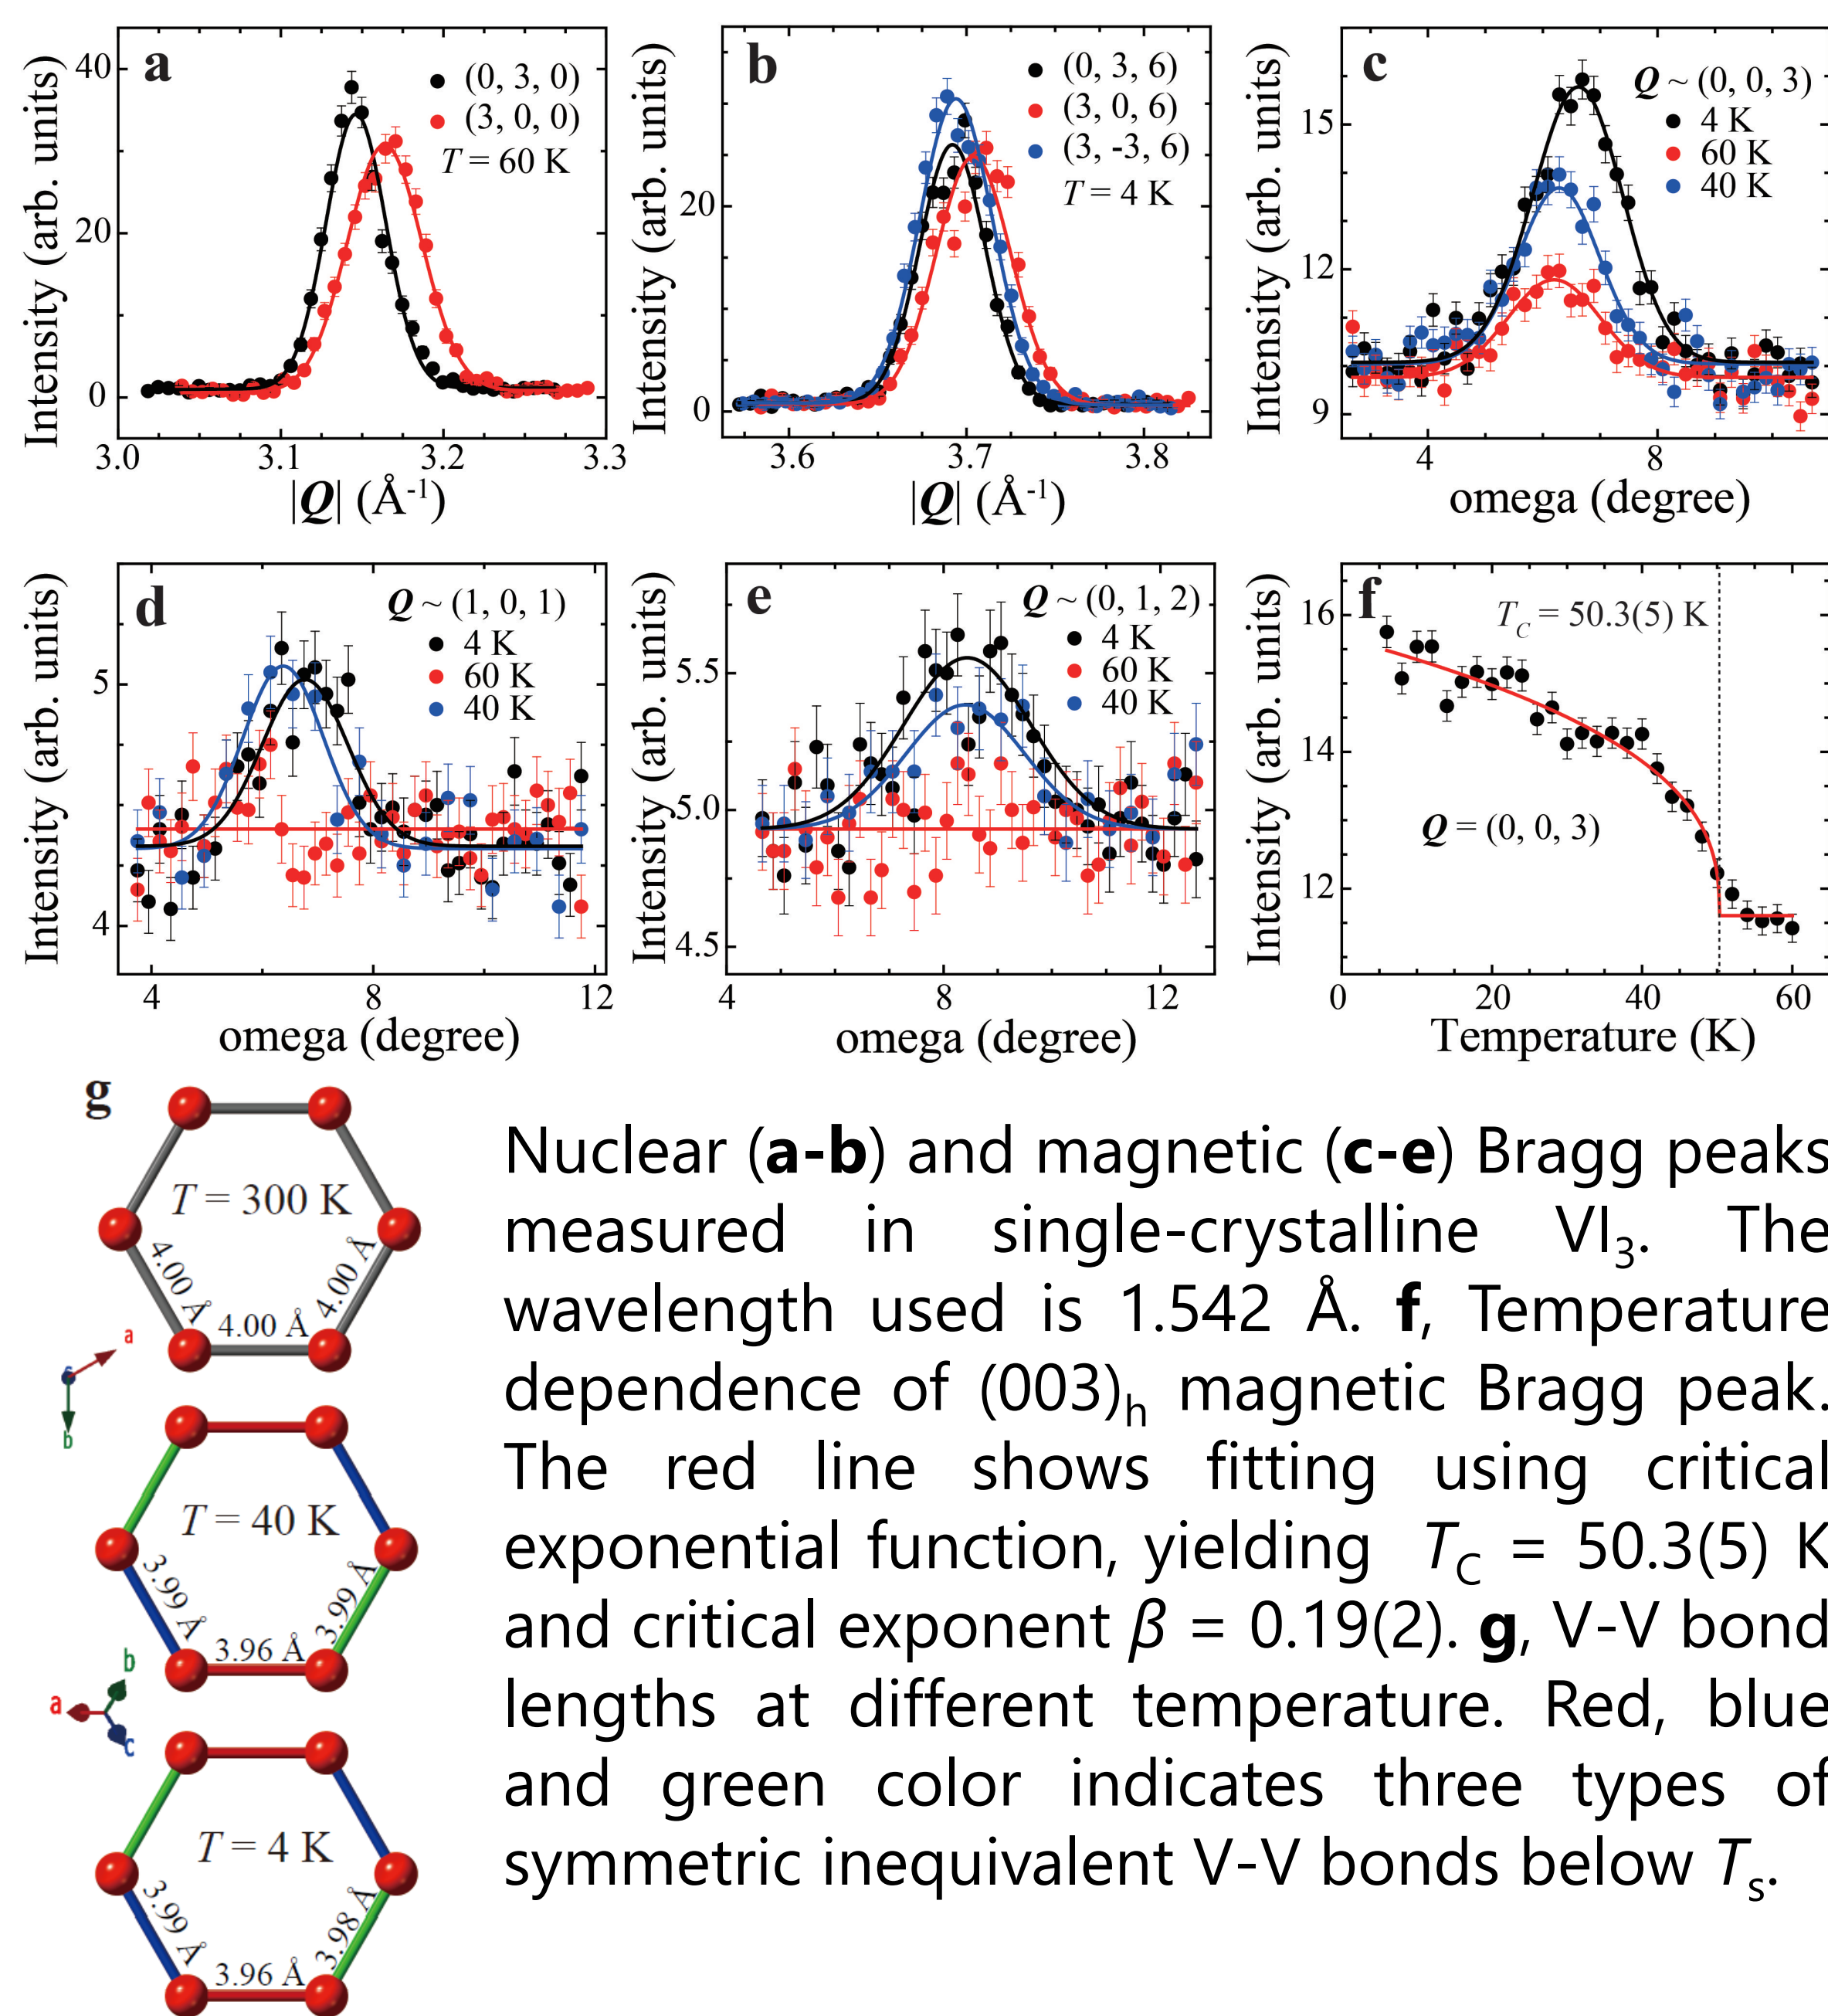 a
(0, 3, 0)
(3, 0, 0)
T = 60 K
Intensity (arb. units)
40
20
0
3.0
3.1
3.2
3.3
|Q| (Å-1)
b
(0, 3, 6)
(3, 0, 6)
(3, -3, 6)
T = 4 K
Intensity (arb. units)
20
0
3.6
3.7
3.8
|Q| (Å-1)
c
Q ~ (0, 0, 3)
4 K
60 K
40 K
Intensity (arb. units)
15
12
9
4
8
omega (degree)
d
Q ~ (1, 0, 1)
4 K
60 K
40 K
Intensity (arb. units)
5
4
4
8
12
omega (degree)
e
Q ~ (0, 1, 2)
4 K
60 K
40 K
Intensity (arb. units)
5.5
5.0
4.5
4
8
12
omega (degree)
f
TC = 50.3(5) K
Q = (0, 0, 3)
Intensity (arb. units)
16
14
12
0
20
40
60
Temperature (K)
g
T = 300 K
4.00 Å
4.00 Å
4.00 Å
a
c
b
T = 40 K
3.99 Å
3.96 Å
3.99 Å
b
a
c
T = 4 K
3.99 Å
3.96 Å
3.98 Å
Nuclear (a-b) and magnetic (c-e) Bragg peaks
measured in single-crystalline VI3. The
wavelength used is 1.542 Å. f, Temperature
dependence of (003)h magnetic Bragg peak.
The red line shows fitting using critical
exponential function, yielding TC = 50.3(5) K
and critical exponent β = 0.19(2). g, V-V bond
lengths at different temperature. Red, blue
and green color indicates three types of
symmetric inequivalent V-V bonds below Ts.